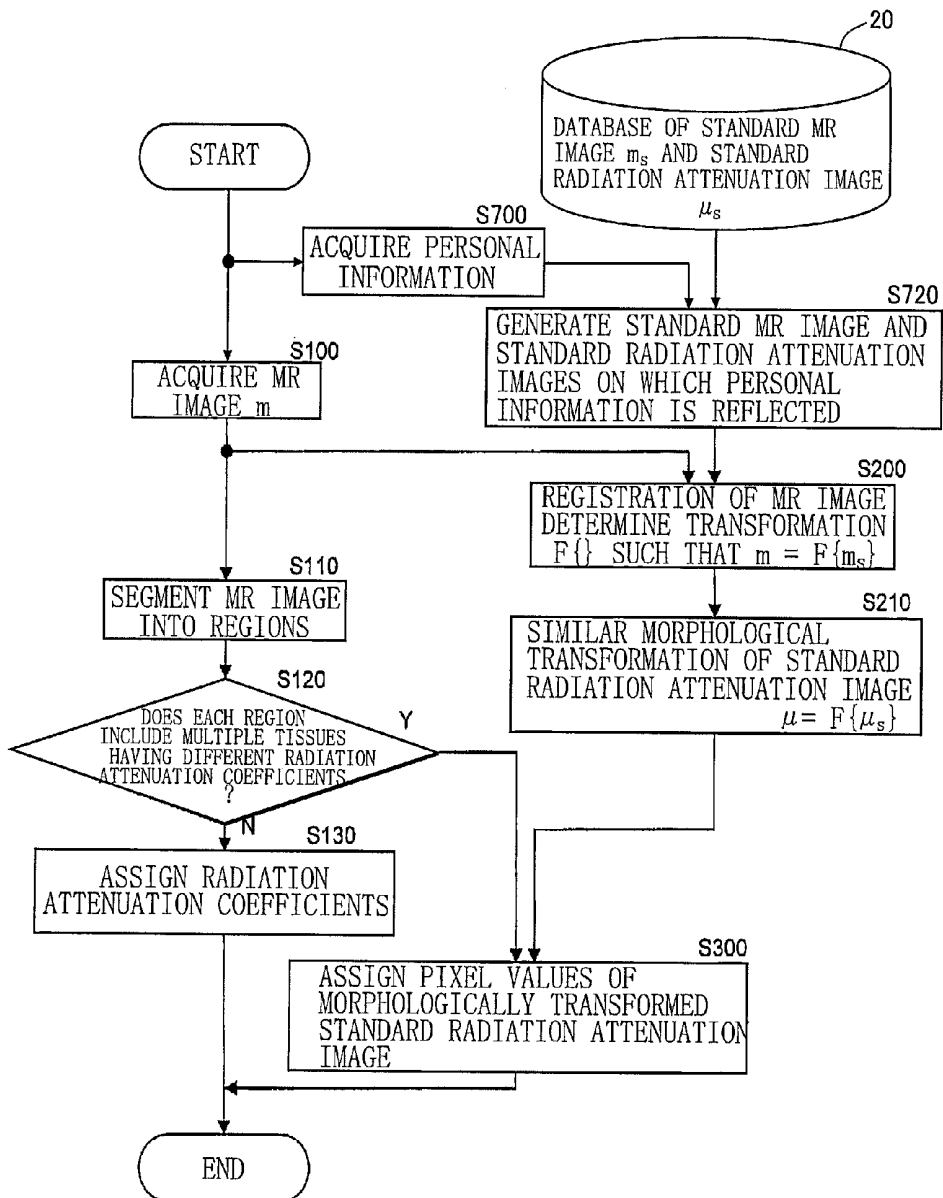 20
DATABASE OF STANDARD MR
IMAGE mₛ AND STANDARD
RADIATION ATTENUATION IMAGE
μₛ
START
S700
ACQUIRE PERSONAL
INFORMATION
S720
GENERATE STANDARD MR IMAGE AND
STANDARD RADIATION ATTENUATION
IMAGES ON WHICH PERSONAL
INFORMATION IS REFLECTED
S100
ACQUIRE MR
IMAGE m
S200
REGISTRATION OF MR IMAGE
DETERMINE TRANSFORMATION
F{} SUCH THAT m = F{mₛ}
S110
SEGMENT MR IMAGE
INTO REGIONS
S210
SIMILAR MORPHOLOGICAL
TRANSFORMATION OF STANDARD
RADIATION ATTENUATION IMAGE
μ= F{μₛ}
S120
DOES EACH REGION
INCLUDE MULTIPLE TISSUES
HAVING DIFFERENT RADIATION
ATTENUATION COEFFICIENTS
?
Y
N
S130
ASSIGN RADIATION
ATTENUATION COEFFICIENTS
S300
ASSIGN PIXEL VALUES OF
MORPHOLOGICALLY TRANSFORMED
STANDARD RADIATION ATTENUATION
IMAGE
END